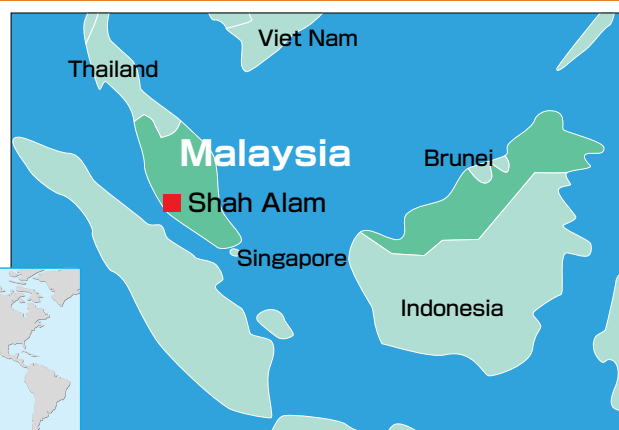 Viet Nam
Thailand
Malaysia
Brunei
Shah Alam
Singapore
Indonesia